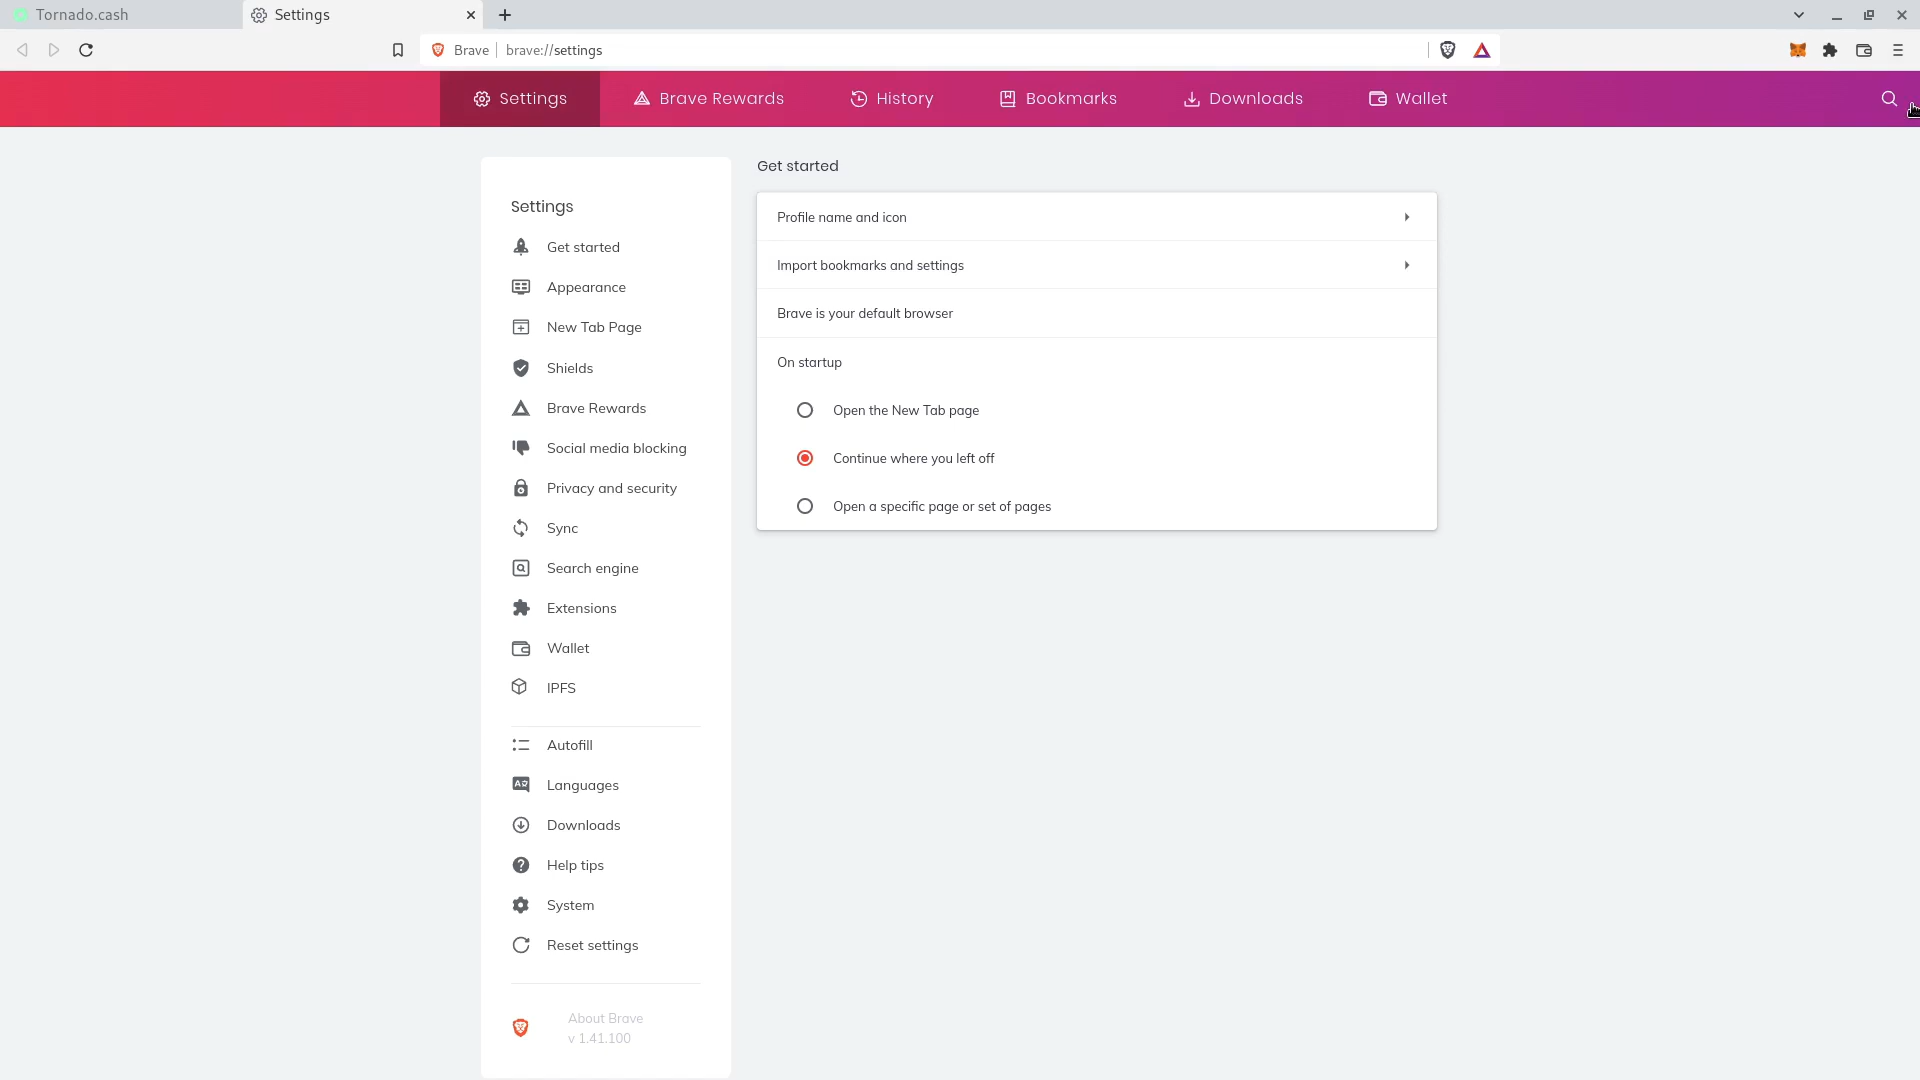 Tornado.cash
Settings
Brave
brave://settings
Settings
Brave Rewards
History
Bookmarks
Downloads
Wallet
Settings
Get started
Appearance
New Tab Page
Shields
Brave Rewards
Social media blocking
Privacy and security
Sync
Search engine
Extensions
Wallet
IPFS
Autofill
Languages
Downloads
Help tips
System
Reset settings
About Brave
v 1.41.100
Get started
Profile name and icon
Import bookmarks and settings
Brave is your default browser
On startup
Open the New Tab page
Continue where you left off
Open a specific page or set of pages